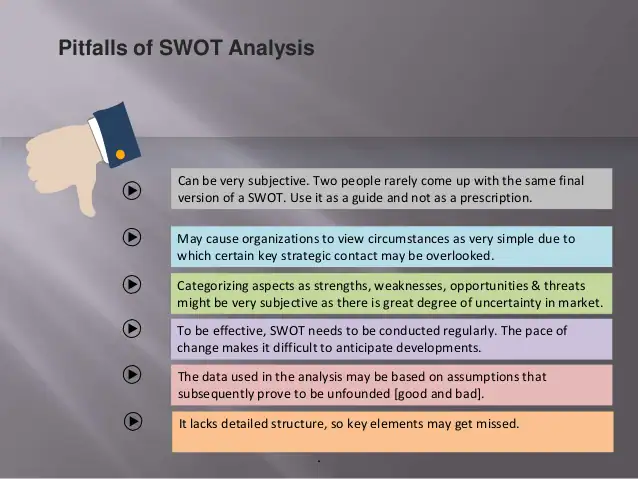 Pitfalls of SWOT Analysis
Can be very subjective. Two people rarely come up with the same final
version of a SWOT. Use it as a guide and not as a prescription.
May cause organizations to view circumstances as very simple due to
which certain key strategic contact may be overlooked.
Categorizing aspects as strengths, weaknesses, opportunities & threats
might be very subjective as there is great degree of uncertainty in market.
To be effective, SWOT needs to be conducted regularly. The pace of
change makes it difficult to anticipate developments.
The data used in the analysis may be based on assumptions that
subsequently prove to be unfounded [good and bad].
It lacks detailed structure, so key elements may get missed.
.